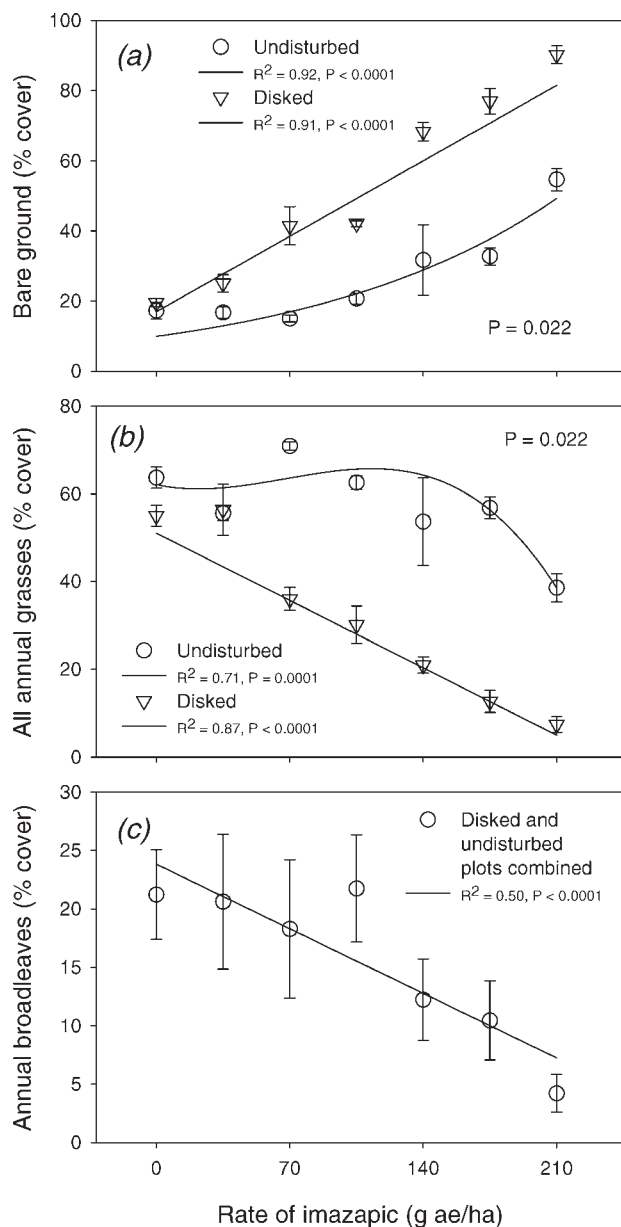 (a)
Undisturbed
R2 = 0.92, P < 0.0001
Disked
R2 = 0.91, P < 0.0001
P = 0.022
Bare ground (% cover)
100
80
60
40
20
0
(b)
P = 0.022
Undisturbed
R2 = 0.71, P = 0.0001
Disked
R2 = 0.87, P < 0.0001
All annual grasses (% cover)
80
60
40
20
0
(c)
Disked and
undisturbed
plots combined
R2 = 0.50, P < 0.0001
Annual broadleaves (% cover)
30
25
20
15
10
5
0
0 70 140 210
Rate of imazapic (g ae/ha)